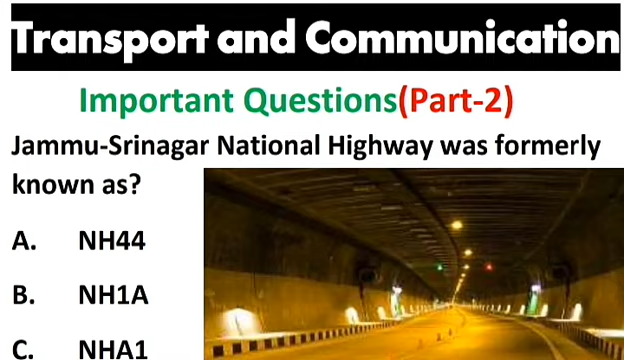 Transport and Communication
Important Questions(Part-2)
Jammu-Srinagar National Highway was formerly
known as?
A. NH44
B. NH1A
C. NHA1